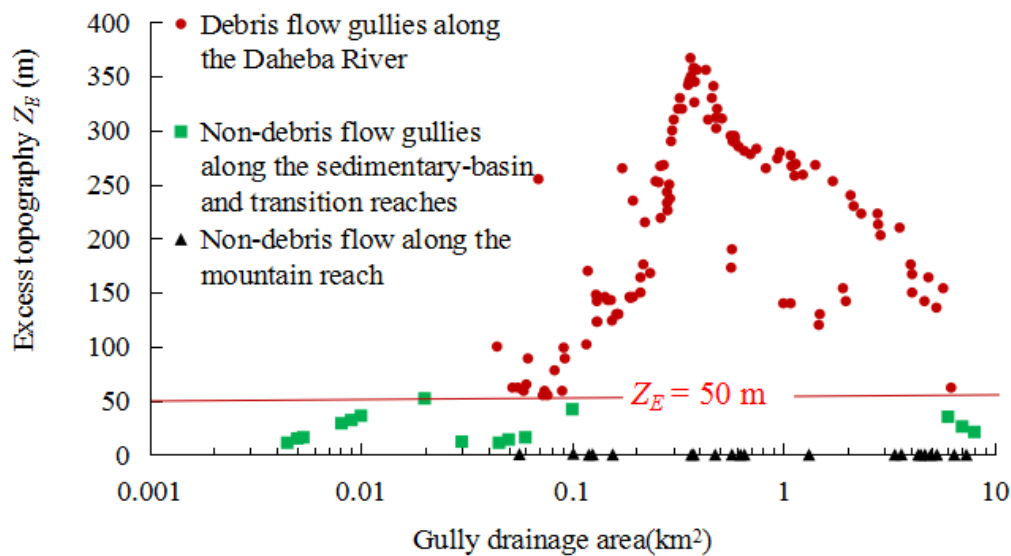 400
350
300
250
200
150
100
50
0
Excess topography Z_E (m)
Debris flow gullies along
the Daheba River
Non-debris flow gullies
along the sedimentary-basin
and transition reaches
Non-debris flow along the
mountain reach
Z_E = 50 m
0.001 0.01 0.1 1 10
Gully drainage area(km²)